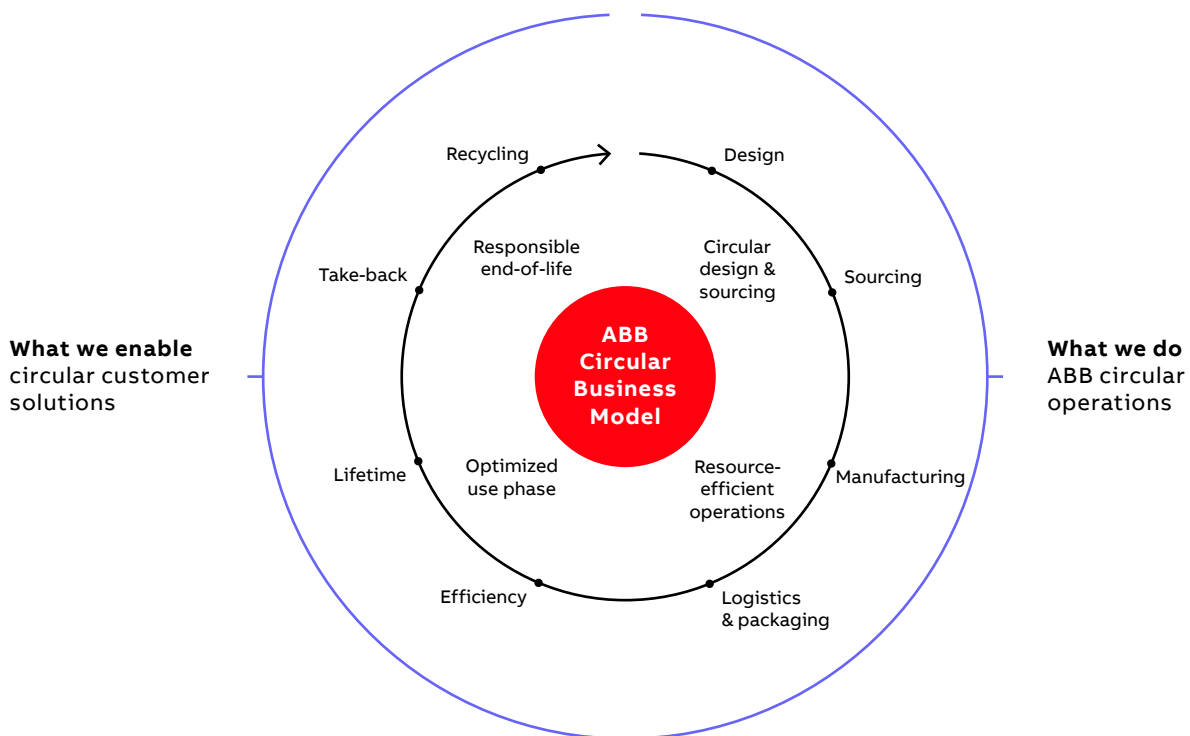 Recycling
Design
Responsible
end-of-life
Circular
design &
sourcing
Take-back
Sourcing
What we enable
circular customer
solutions
ABB
Circular
Business
Model
What we do
ABB circular
operations
Lifetime
Optimized
use phase
Resource-
efficient
operations
Manufacturing
Efficiency
Logistics
& packaging